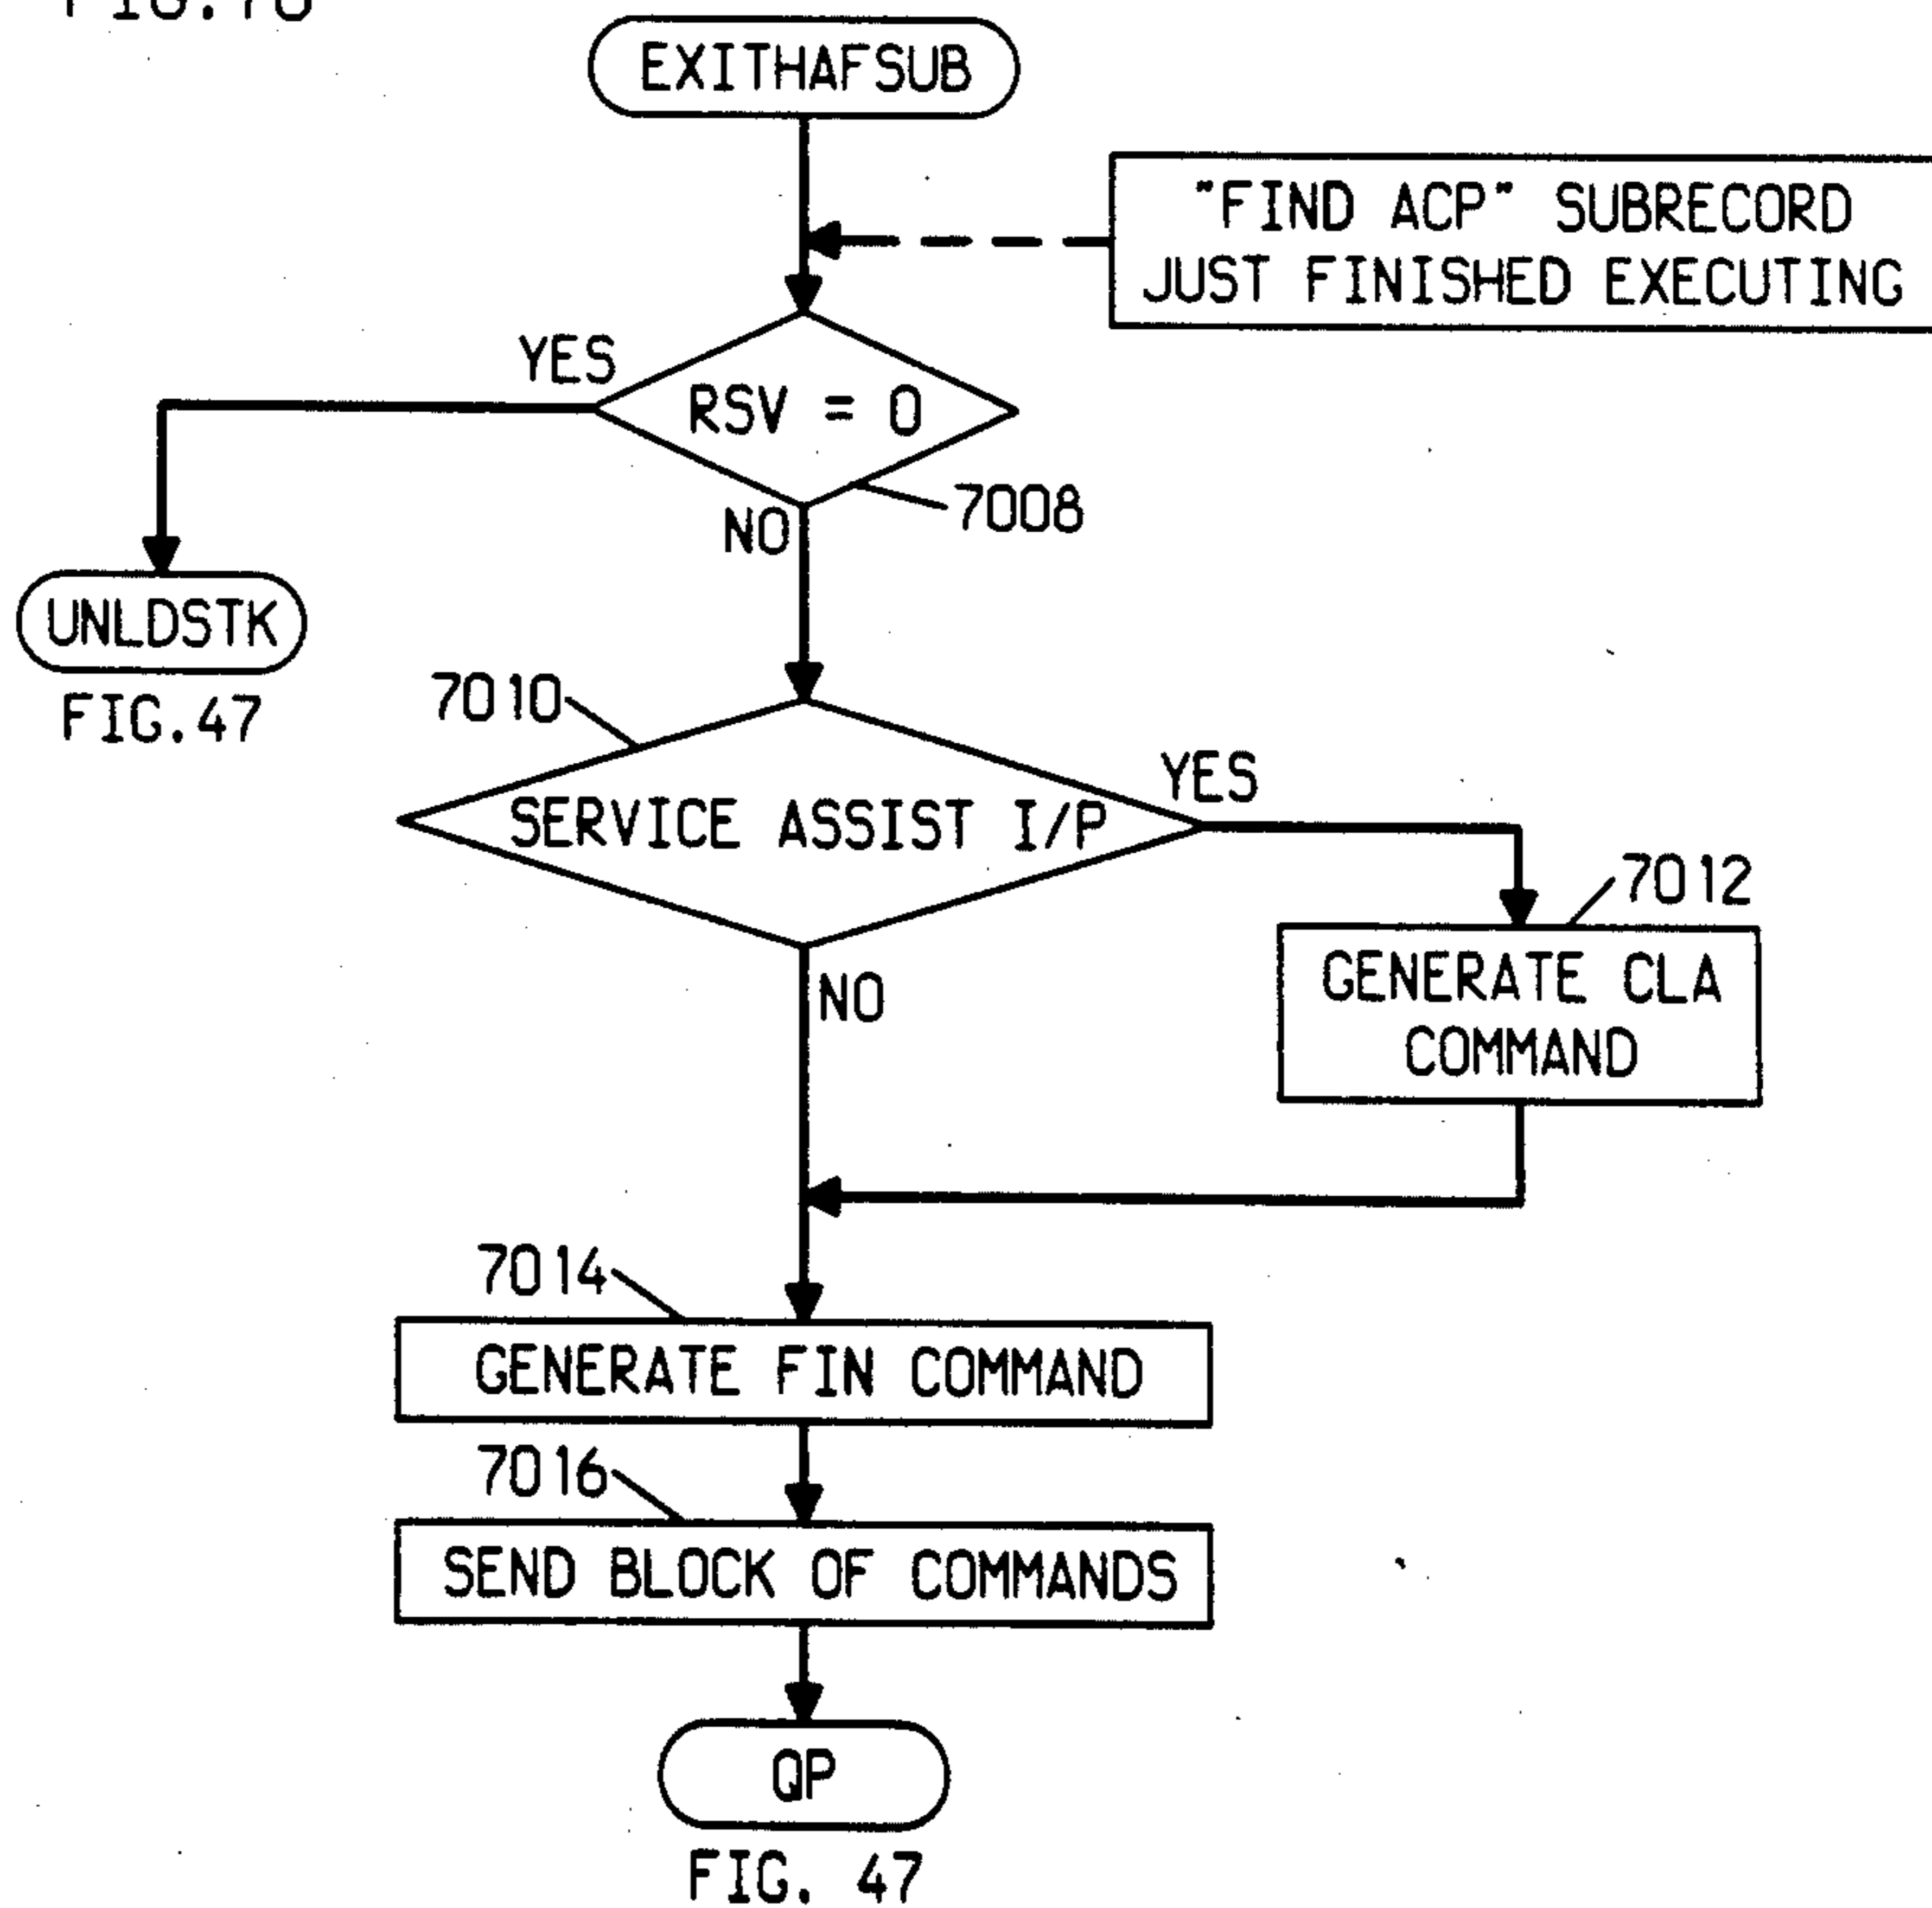 EXITHAFSUB
"FIND ACP" SUBRECORD
JUST FINISHED EXECUTING
YES
RSV = 0
7008
NO
UNLDSTK
FIG.47
7010
YES
SERVICE ASSIST I/P
7012
GENERATE CLA
COMMAND
NO
7014
GENERATE FIN COMMAND
7016
SEND BLOCK OF COMMANDS
QP
FIG. 47